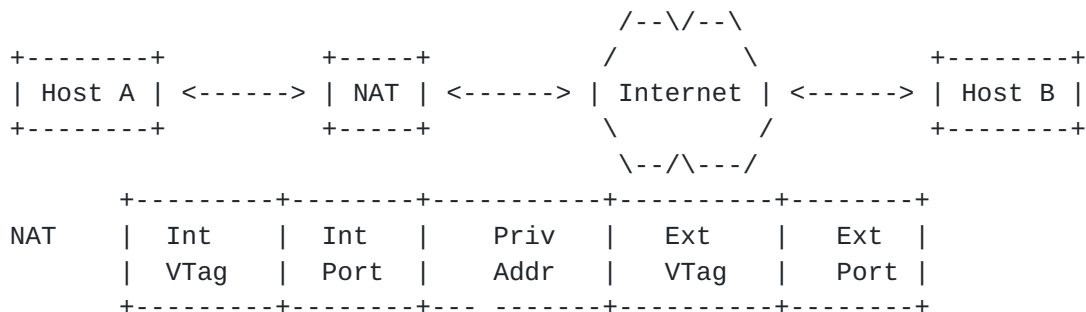 /--\/--\
+--------+          +-----+           /        \           +--------+
| Host A | <------> | NAT | <------> | Internet | <------> | Host B |
+--------+          +-----+           \         /          +--------+
                                       \--/\---/
       +---------+--------+-----------+----------+--------+
NAT    |  Int    |  Int   |    Priv   |   Ext    |   Ext  |
       |  VTag   |  Port  |    Addr   |   VTag   |   Port |
       +---------+--------+--- -------+----------+--------+